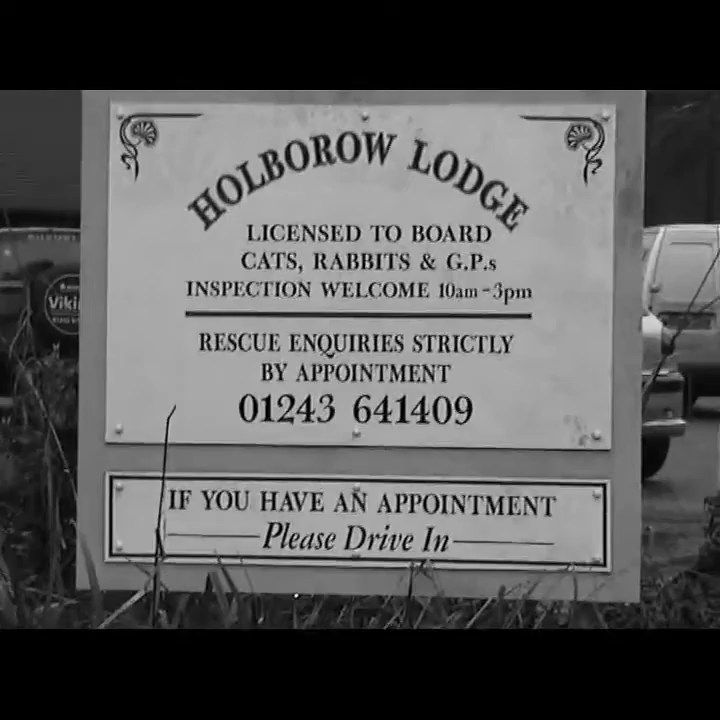 HOLBOROW LODGE
LICENSED TO BOARD
CATS, RABBITS & G.P.s
INSPECTION WELCOME 10am - 3pm
RESCUE ENQUIRIES STRICTLY
BY APPOINTMENT
01243 641409
IF YOU HAVE AN APPOINTMENT
Please Drive In